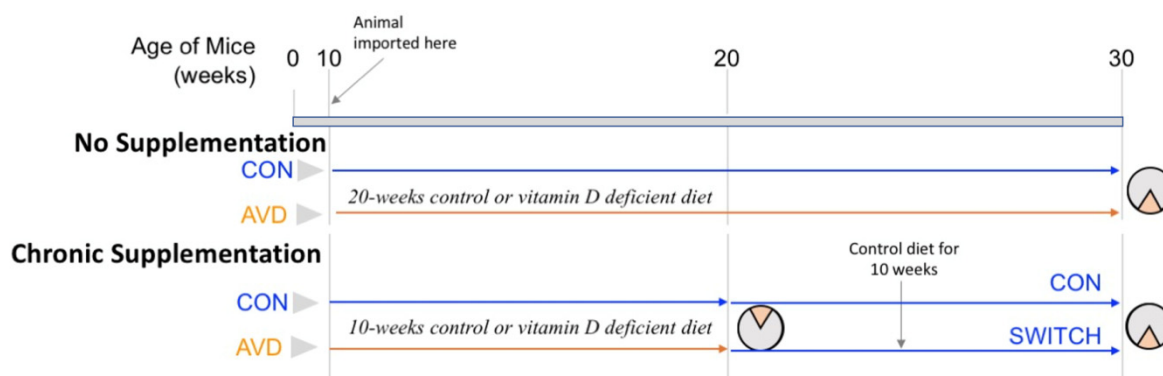 Animal
imported here
Age of Mice
(weeks)
0 10 20 30
No Supplementation
CON
20-weeks control or vitamin D deficient diet
AVD
Chronic Supplementation
Control diet for
10 weeks
CON
CON
10-weeks control or vitamin D deficient diet
AVD
SWITCH